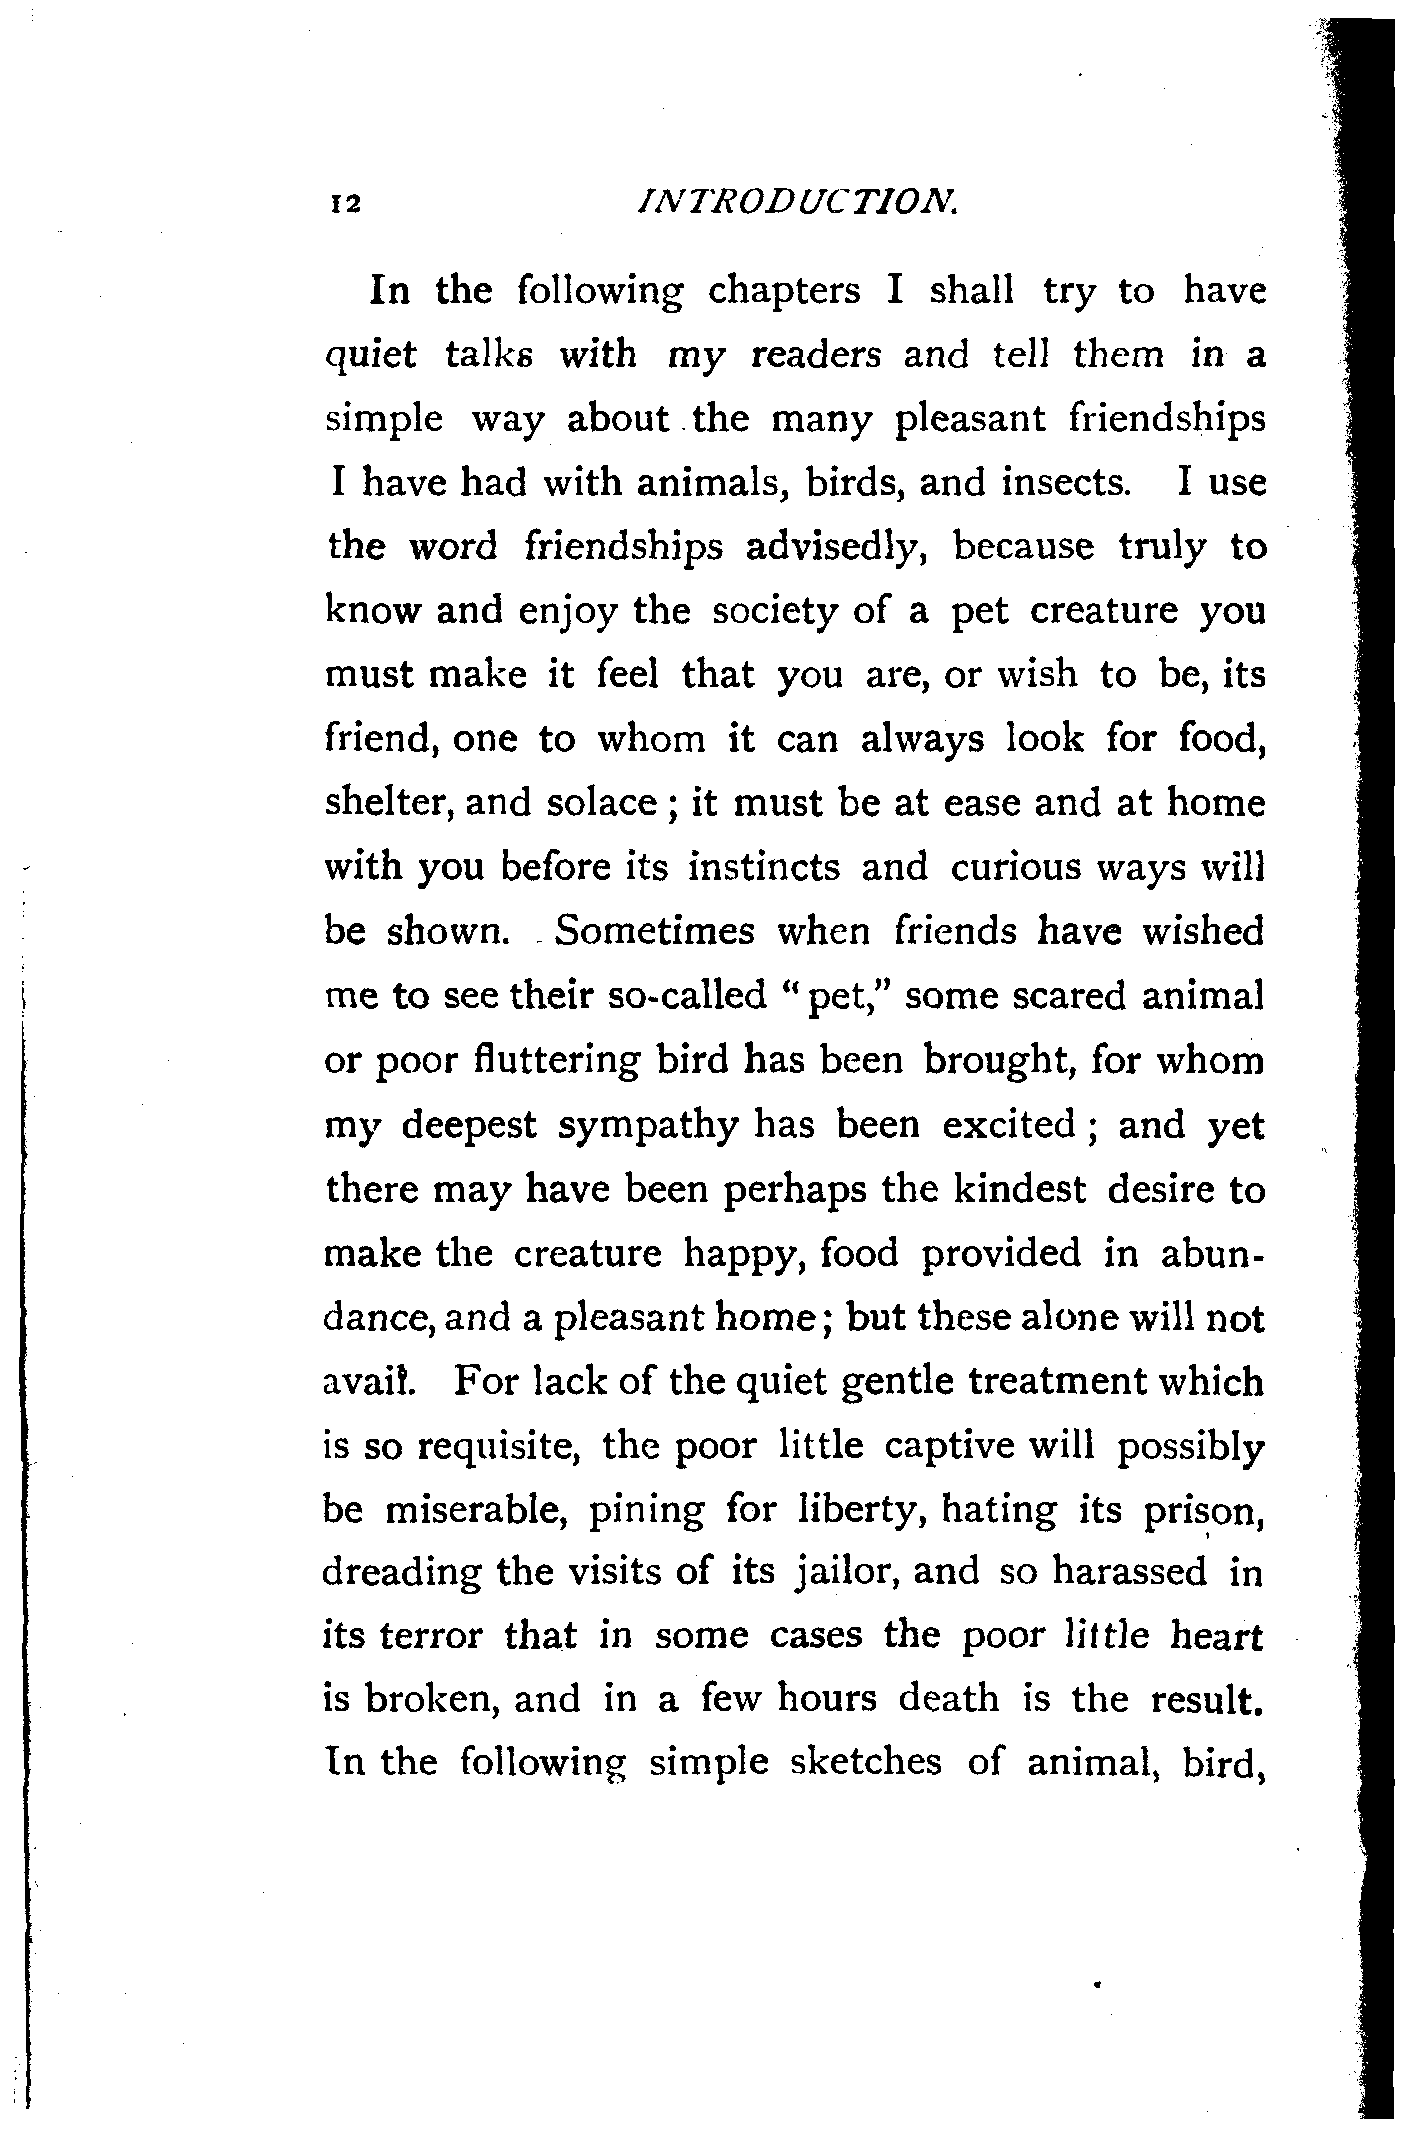 12 INTRODUCTION.
In the following chapters I shall try to have
quiet talks with my readers and tell them in a
simple way about the many pleasant friendships
I have had with animals, birds, and insects. I use
the word friendships advisedly, because truly to
know and enjoy the society of a pet creature you
must make it feel that you are, or wish to be, its
friend, one to whom it can always look for food,
shelter, and solace ; it must be at ease and at home
with you before its instincts and curious ways will
be shown. Sometimes when friends have wished
me to see their so-called “ pet,” some scared animal
or poor fluttering bird has been brought, for whom
my deepest sympathy has been excited ; and yet
there may have been perhaps the kindest desire to
make the creature happy, food provided in abun-
dance, and a pleasant home ; but these alone will not
avail. For lack of the quiet gentle treatment which
is so requisite, the poor little captive will possibly
be miserable, pining for liberty, hating its prison,
dreading the visits of its jailor, and so harassed in
its terror that in some cases the poor little heart
is broken, and in a few hours death is the result.
In the following simple sketches of animal, bird,